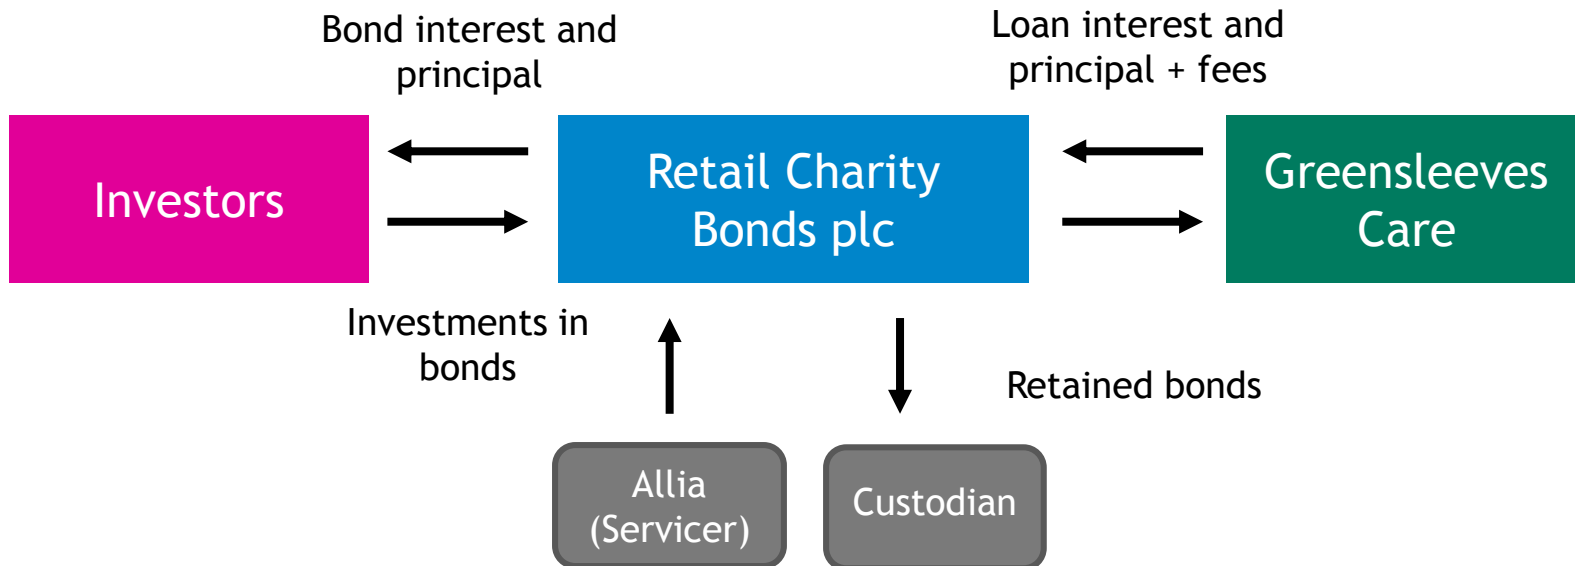 Bond interest and
principal
Loan interest and
principal + fees
Investors
Retail Charity
Bonds plc
Greensleeves
Care
Investments in
bonds
Retained bonds
Allia
(Servicer)
Custodian